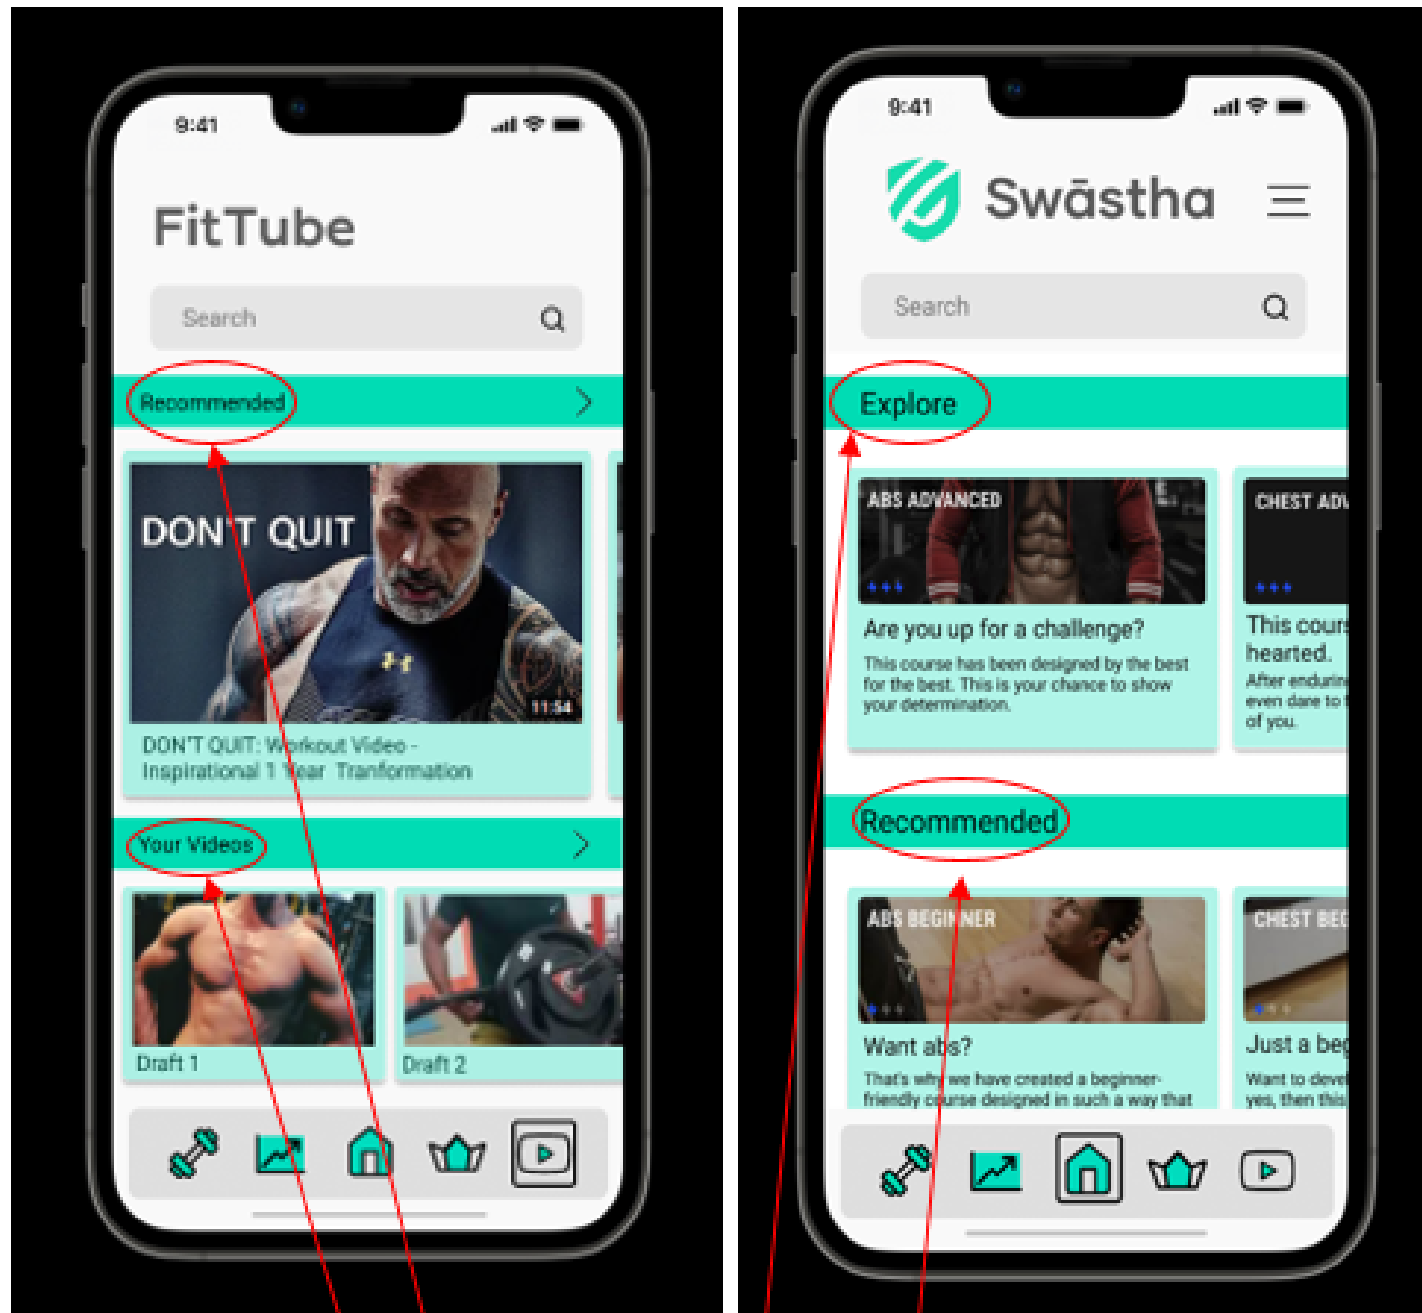 9:41
FitTube
Search
Recommended
DON'T QUIT
11:54
DON'T QUIT: Workout Video -
Inspirational 1 Year Tranformation
Your Videos
Draft 1
Draft 2
9:41
Swāstha
Search
Explore
ABS ADVANCED
CHEST ADV
Are you up for a challenge?
This course has been designed by the best
for the best. This is your chance to show
your determination.
This cours
hearted.
After endurin
even dare to t
of you.
Recommended
ABS BEGINNER
CHEST BEG
Want abs?
That's why we have created a beginner-
friendly course designed in such a way that
Just a beg
Want to devel
yes, then this